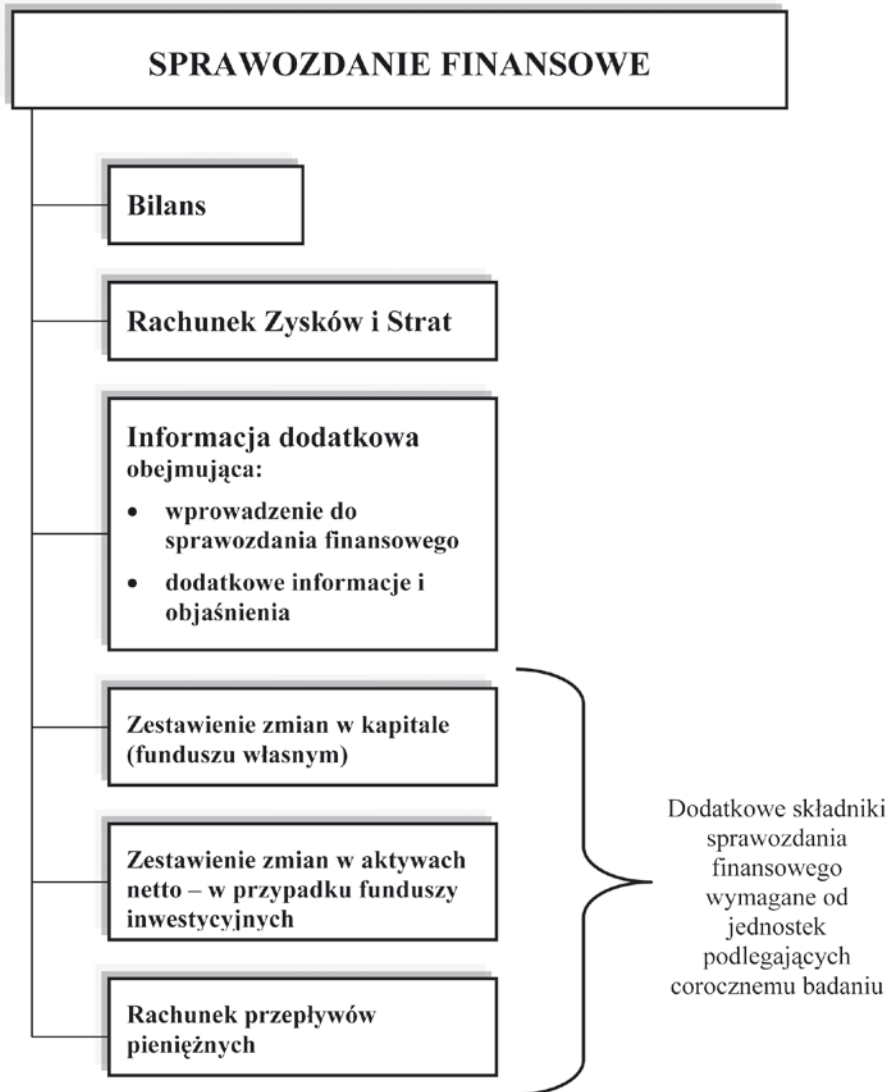 SPRAWOZDANIE FINANSOWE
Bilans
Rachunek Zysków i Strat
Informacja dodatkowa
obejmująca:
• wprowadzenie do
sprawozdania finansowego
• dodatkowe informacje i
objaśnienia
Zestawienie zmian w kapitale
(funduszu własnym)
Zestawienie zmian w aktywach
netto – w przypadku funduszy
inwestycyjnych
Rachunek przepływów
pieniężnych
Dodatkowe składniki
sprawozdania
finansowego
wymagane od
jednostek
podlegających
corocznemu badaniu